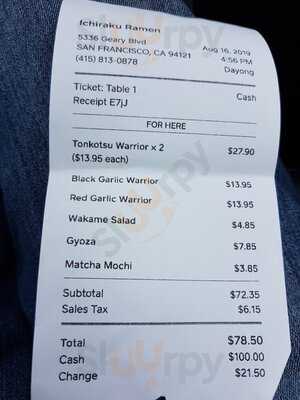 Ichiraku Ramen
5336 Geary Blvd Aug 16, 2019
SAN FRANCISCO, CA 94121 4:56 PM
(415) 813-0878 Dayong
Ticket: Table 1 Cash
Receipt E7jJ
FOR HERE
Tonkotsu Warrior x 2 $27.90
($13.95 each)
Black Garlic Warrior $13.95
Red Garlic Warrior $13.95
Wakame Salad $4.85
Gyoza $7.85
Matcha Mochi $3.85
Subtotal $72.35
Sales Tax $6.15
Total $78.50
Cash $100.00
Change $21.50